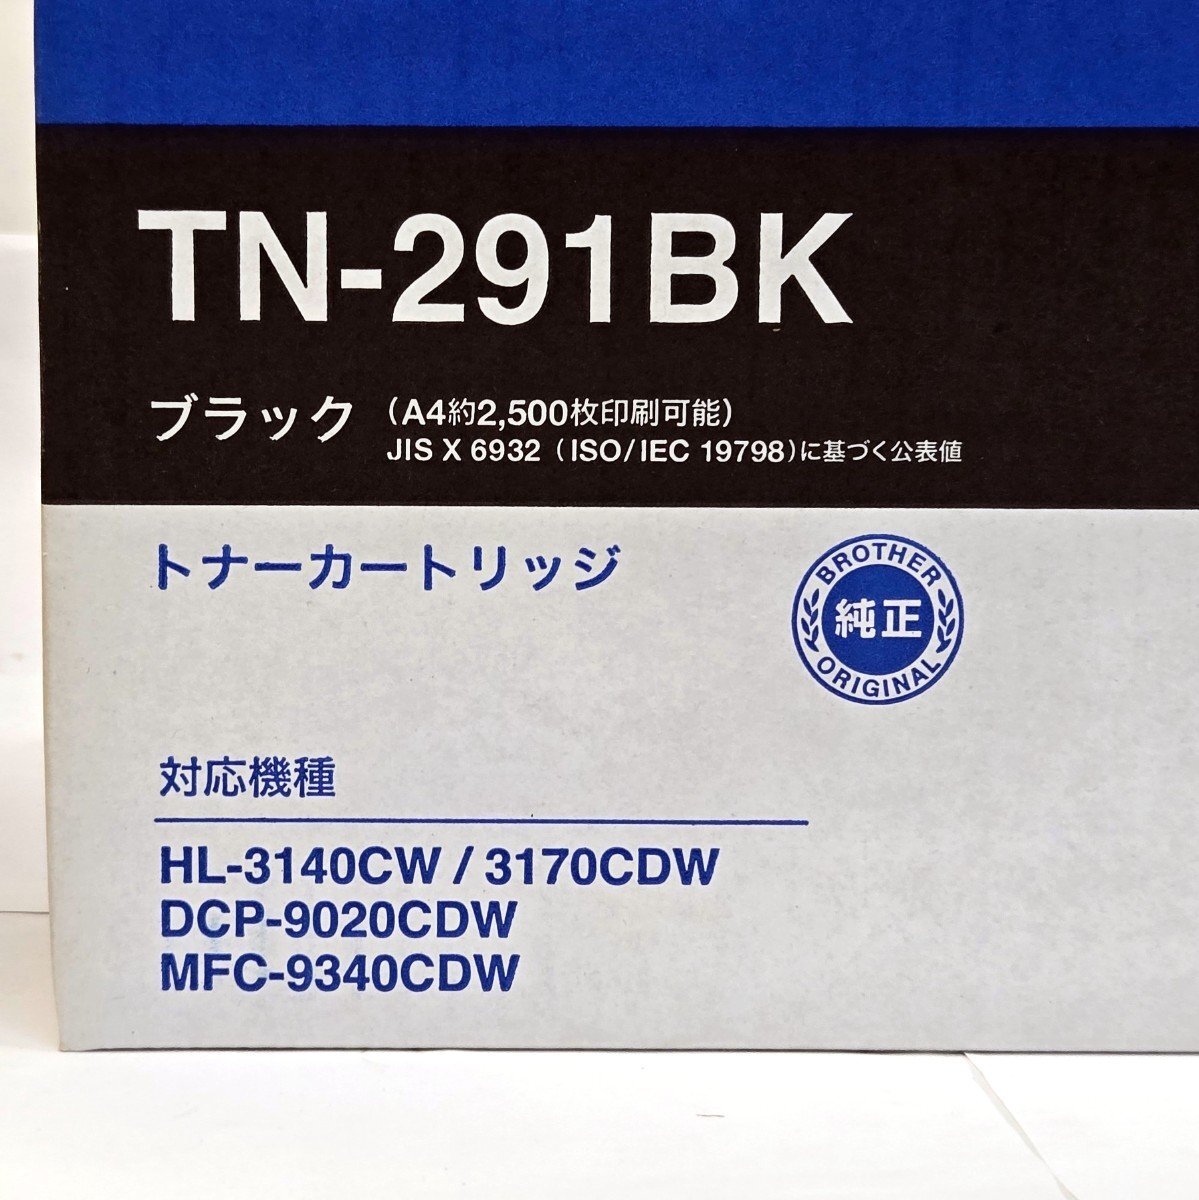 TN-291BK
ブラック
（A4約2,500枚印刷可能）
JIS X 6932（ISO/IEC 19798）に基づく公表値
トナーカートリッジ
BROTHER
純正
ORIGINAL
対応機種
HL-3140CW / 3170CDW
DCP-9020CDW
MFC-9340CDW